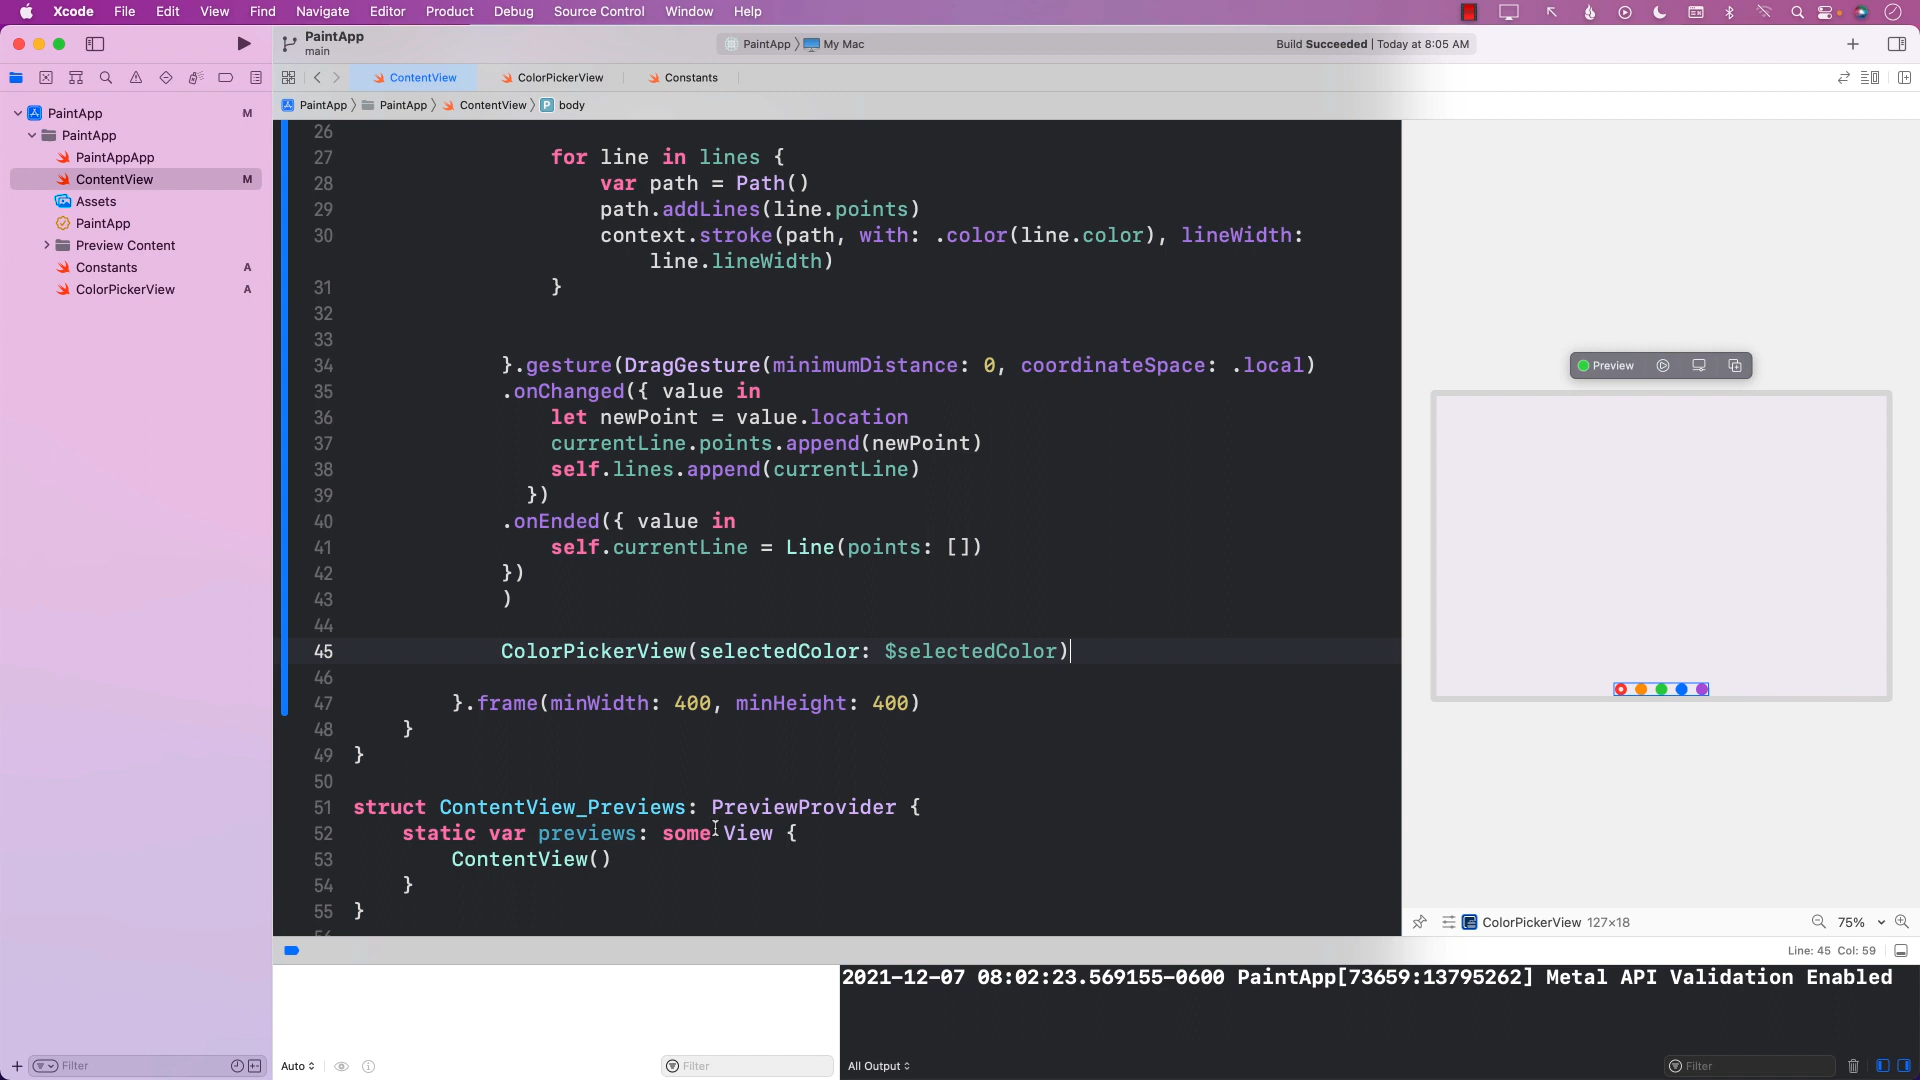 Xcode File Edit View Find Navigate Editor Product Debug Source Control Window Help
PaintApp
main
PaintApp My Mac
Build Succeeded | Today at 8:05 AM
ContentView ColorPickerView Constants
PaintApp PaintApp ContentView P body
PaintApp M
PaintApp
PaintAppApp
ContentView M
Assets
PaintApp
Preview Content
Constants A
ColorPickerView A
26
27 for line in lines {
28 var path = Path()
29 path.addLines(line.points)
30 context.stroke(path, with: .color(line.color), lineWidth:
line.lineWidth)
31 }
32
33
34 }.gesture(DragGesture(minimumDistance: 0, coordinateSpace: .local)
35 .onChanged({ value in
36 let newPoint = value.location
37 currentLine.points.append(newPoint)
38 self.lines.append(currentLine)
39 })
40 .onEnded({ value in
41 self.currentLine = Line(points: [])
42 })
43 )
44
45 ColorPickerView(selectedColor: $selectedColor)
46
47 }.frame(minWidth: 400, minHeight: 400)
48 }
49 }
50
51 struct ContentView_Previews: PreviewProvider {
52 static var previews: some View {
53 ContentView()
54 }
55 }
56
Preview
ColorPickerView 127×18
75%
Line: 45 Col: 59
2021-12-07 08:02:23.569155-0600 PaintApp[73659:13795262] Metal API Validation Enabled
Filter
Auto
Filter
All Output
Filter